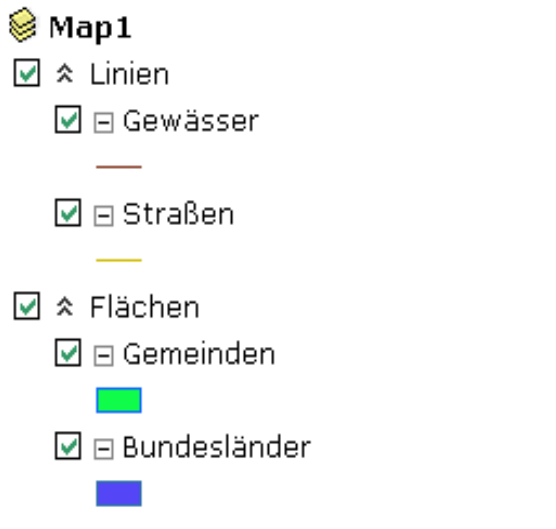 Map1
Linien
Gewässer
Straßen
Flächen
Gemeinden
Bundesländer